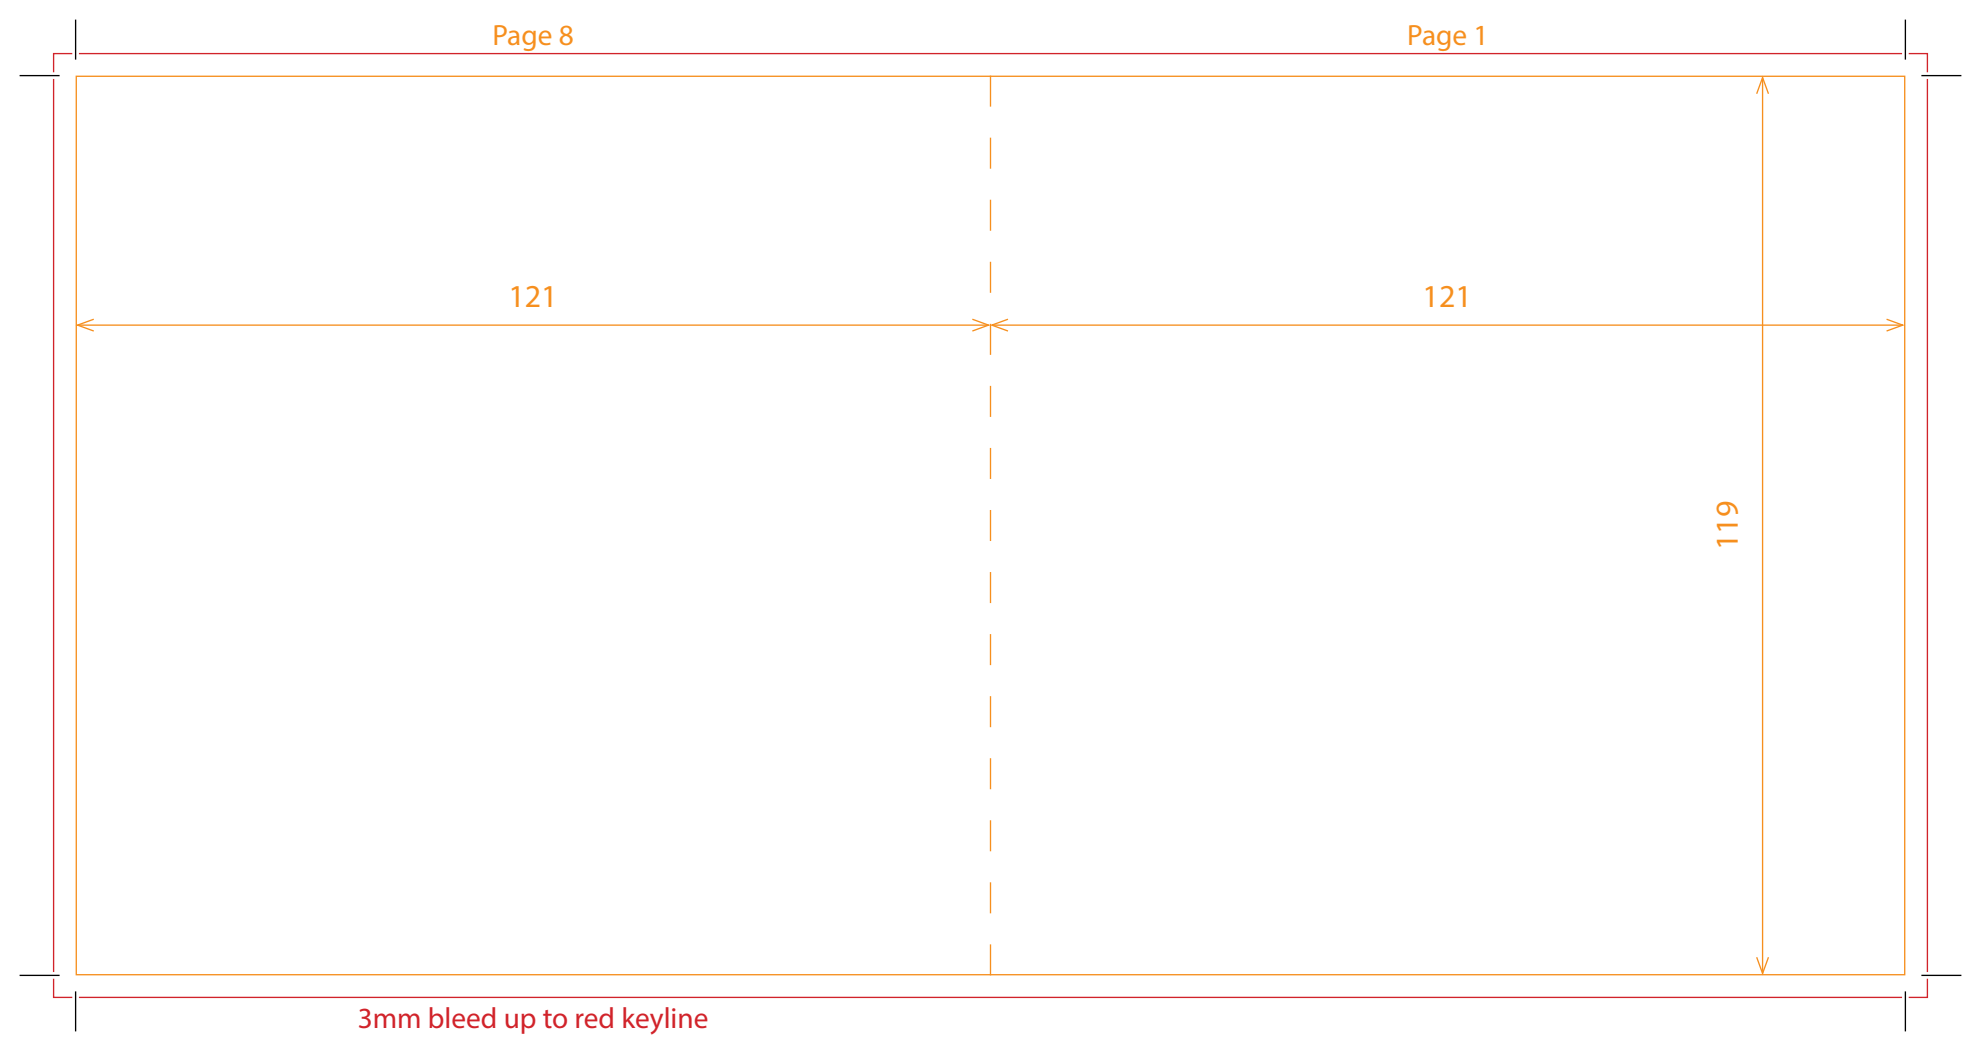 Page 8
Page 1
121
121
119
3mm bleed up to red keyline